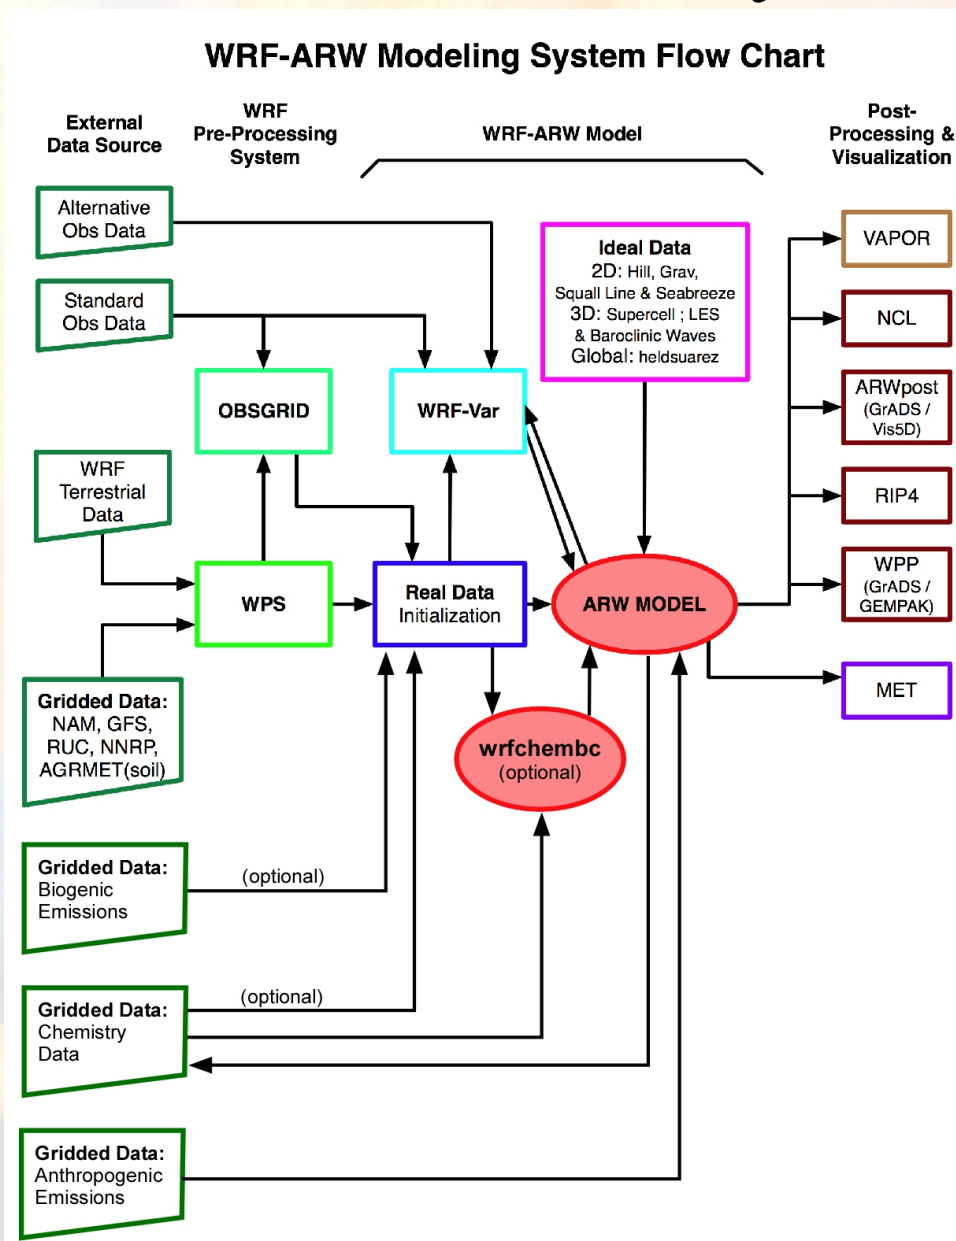 WRF-ARW Modeling System Flow Chart
External
Data Source
WRF
Pre-Processing
System
WRF-ARW Model
Post-
Processing &
Visualization
Alternative
Obs Data
Standard
Obs Data
WRF
Terrestrial
Data
Gridded Data:
NAM, GFS,
RUC, NNRP,
AGRMET(soil)
Gridded Data:
Biogenic
Emissions
Gridded Data:
Chemistry
Data
Gridded Data:
Anthropogenic
Emissions
OBSGRID
WPS
WRF-Var
Real Data
Initialization
Ideal Data
2D: Hill, Grav,
Squall Line & Seabreeze
3D: Supercell ; LES
& Baroclinic Waves
Global: heldsuarez
ARW MODEL
wrfchembc
(optional)
(optional)
(optional)
VAPOR
NCL
ARWpost
(GrADS /
Vis5D)
RIP4
WPP
(GrADS /
GEMPAK)
MET